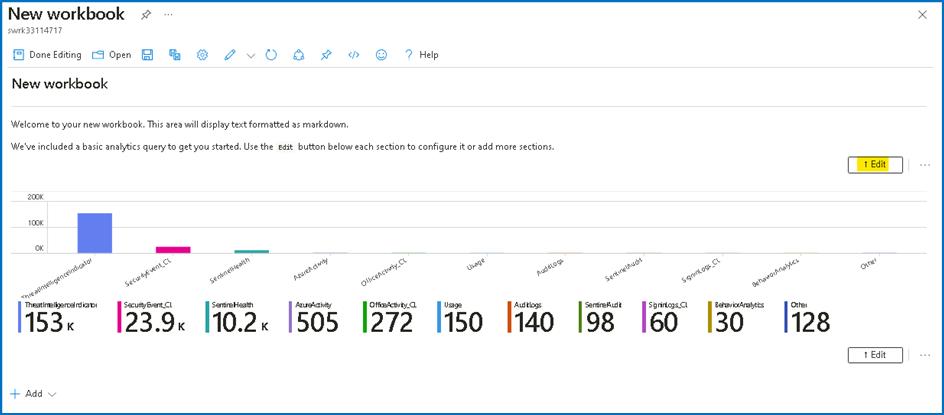 New workbook
swrk33114717
Done Editing Open Help
New workbook
Welcome to your new workbook. This area will display text formatted as markdown.
We've included a basic analytics query to get you started. Use the Edit button below each section to configure it or add more sections.
↑ Edit
200K
100K
0K
ThreatIntelligenceIndicator SecurityEvent_CL SentinelHealth AzureActivity OfficeActivity_CL Usage AuditLogs SentinelAudit SigninLogs_CL BehaviorAnalytics Other
ThreatIntelligenceIndicator SecurityEvent_CL SentinelHealth AzureActivity OfficeActivity_CL Usage AuditLogs SentinelAudit SigninLogs_CL BehaviorAnalytics Other
153 K 23.9 K 10.2 K 505 272 150 140 98 60 30 128
↑ Edit
+ Add